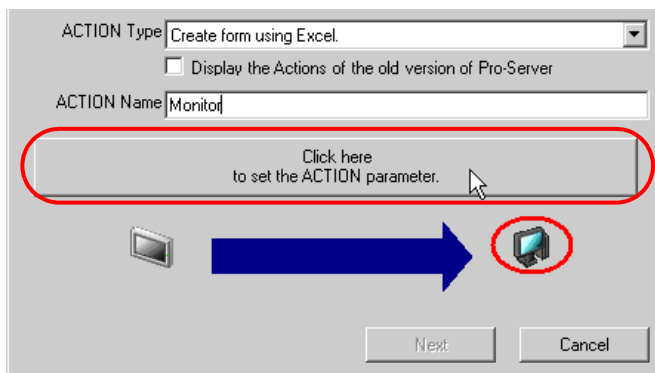 ACTION Type Create form using Excel.
Display the Actions of the old version of Pro-Server
ACTION Name Monitor
Click here
to set the ACTION parameter.
Next Cancel